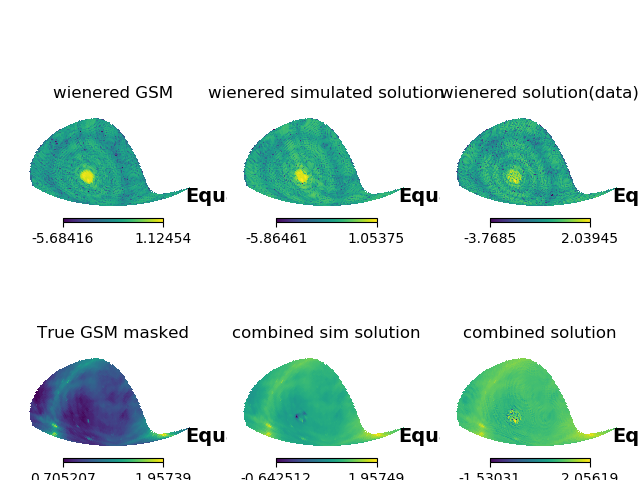 wienered GSM
wienered simulated solution
wienered solution(data)
Equ
Equ
Eq
-5.68416 1.12454
-5.86461 1.05375
-3.7685 2.03945
True GSM masked
combined sim solution
combined solution
Equ
Equ
Eq
0.705207 1.95739
-0.642512 1.95749
-1.53031 2.05619